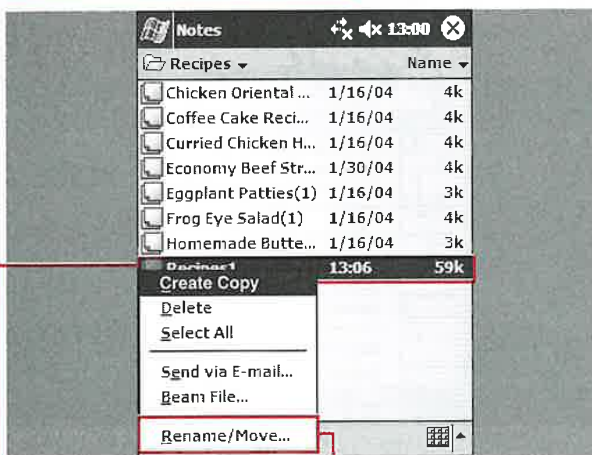 Notes 13:00
Recipes Name
Chicken Oriental ... 1/16/04 4k
Coffee Cake Reci... 1/16/04 4k
Curried Chicken H... 1/16/04 4k
Economy Beef Str... 1/30/04 4k
Eggplant Patties(1) 1/16/04 3k
Frog Eye Salad(1) 1/16/04 4k
Homemade Butte... 1/16/04 3k
Recipes1 13:06 59k
Create Copy
Delete
Select All
Send via E-mail...
Beam File...
Rename/Move...